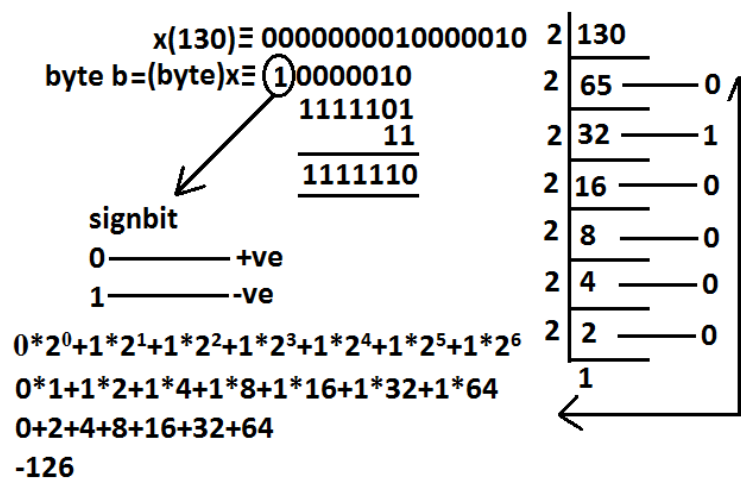 x(130)≡ 0000000010000010
byte b=(byte)x≡ 10000010
1111101
11
1111110
signbit
0 +ve
1 -ve
0*2⁰+1*2¹+1*2²+1*2³+1*2⁴+1*2⁵+1*2⁶
0*1+1*2+1*4+1*8+1*16+1*32+1*64
0+2+4+8+16+32+64
-126
2 130
2 65 0
2 32 1
2 16 0
2 8 0
2 4 0
2 2 0
1